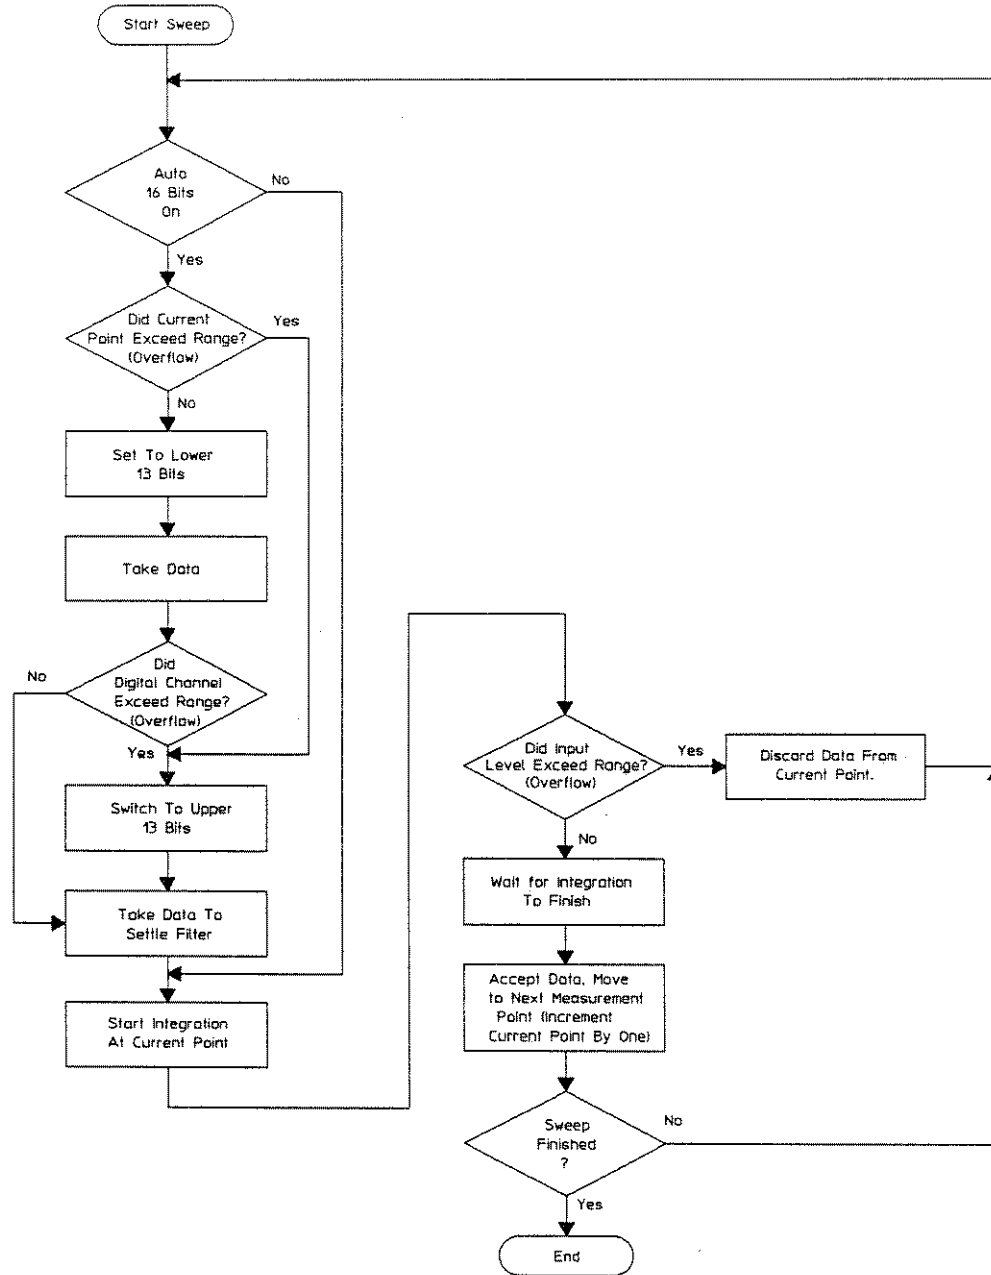 Start Sweep
Auto
16 Bits
On
No
Yes
Did Current
Point Exceed Range?
(Overflow)
Yes
No
Set To Lower
13 Bits
Take Data
Did
Digital Channel
Exceed Range?
(Overflow)
No
Yes
Switch To Upper
13 Bits
Take Data To
Settle Filter
Start Integration
At Current Point
Did Input
Level Exceed Range?
(Overflow)
Yes
Discard Data From
Current Point.
No
Wait for Integration
To Finish
Accept Data, Move
to Next Measurement
Point (Increment
Current Point By One)
Sweep
Finished
?
No
Yes
End